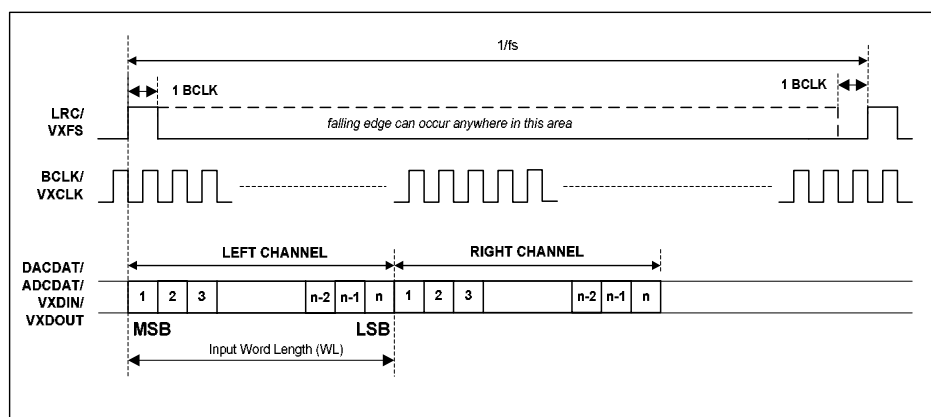 1/fs
1 BCLK
1 BCLK
LRC/
VXFS
falling edge can occur anywhere in this area
BCLK/
VXCLK
LEFT CHANNEL
RIGHT CHANNEL
DACDAT/
ADCDAT/
VXDIN/
VXDOUT
1 2 3 n-2 n-1 n 1 2 3 n-2 n-1 n
MSB LSB
Input Word Length (WL)